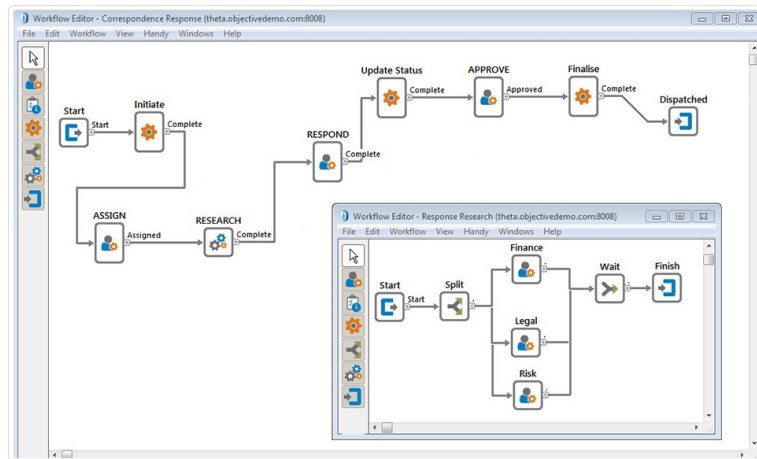 Workflow Editor - Correspondence Response (theta.objectivedemo.com:8008)
File Edit Workflow View Handy Windows Help
Update Status
APPROVE
Finalise
Complete
Approved
Complete
Dispatched
Start
Initiate
Start
Complete
RESPOND
Complete
ASSIGN
RESEARCH
Assigned
Complete
Workflow Editor - Response Research (theta.objectivedemo.com:8008)
File Edit Workflow View Handy Windows Help
Finance
Start
Split
Wait
Finish
Start
Legal
Risk